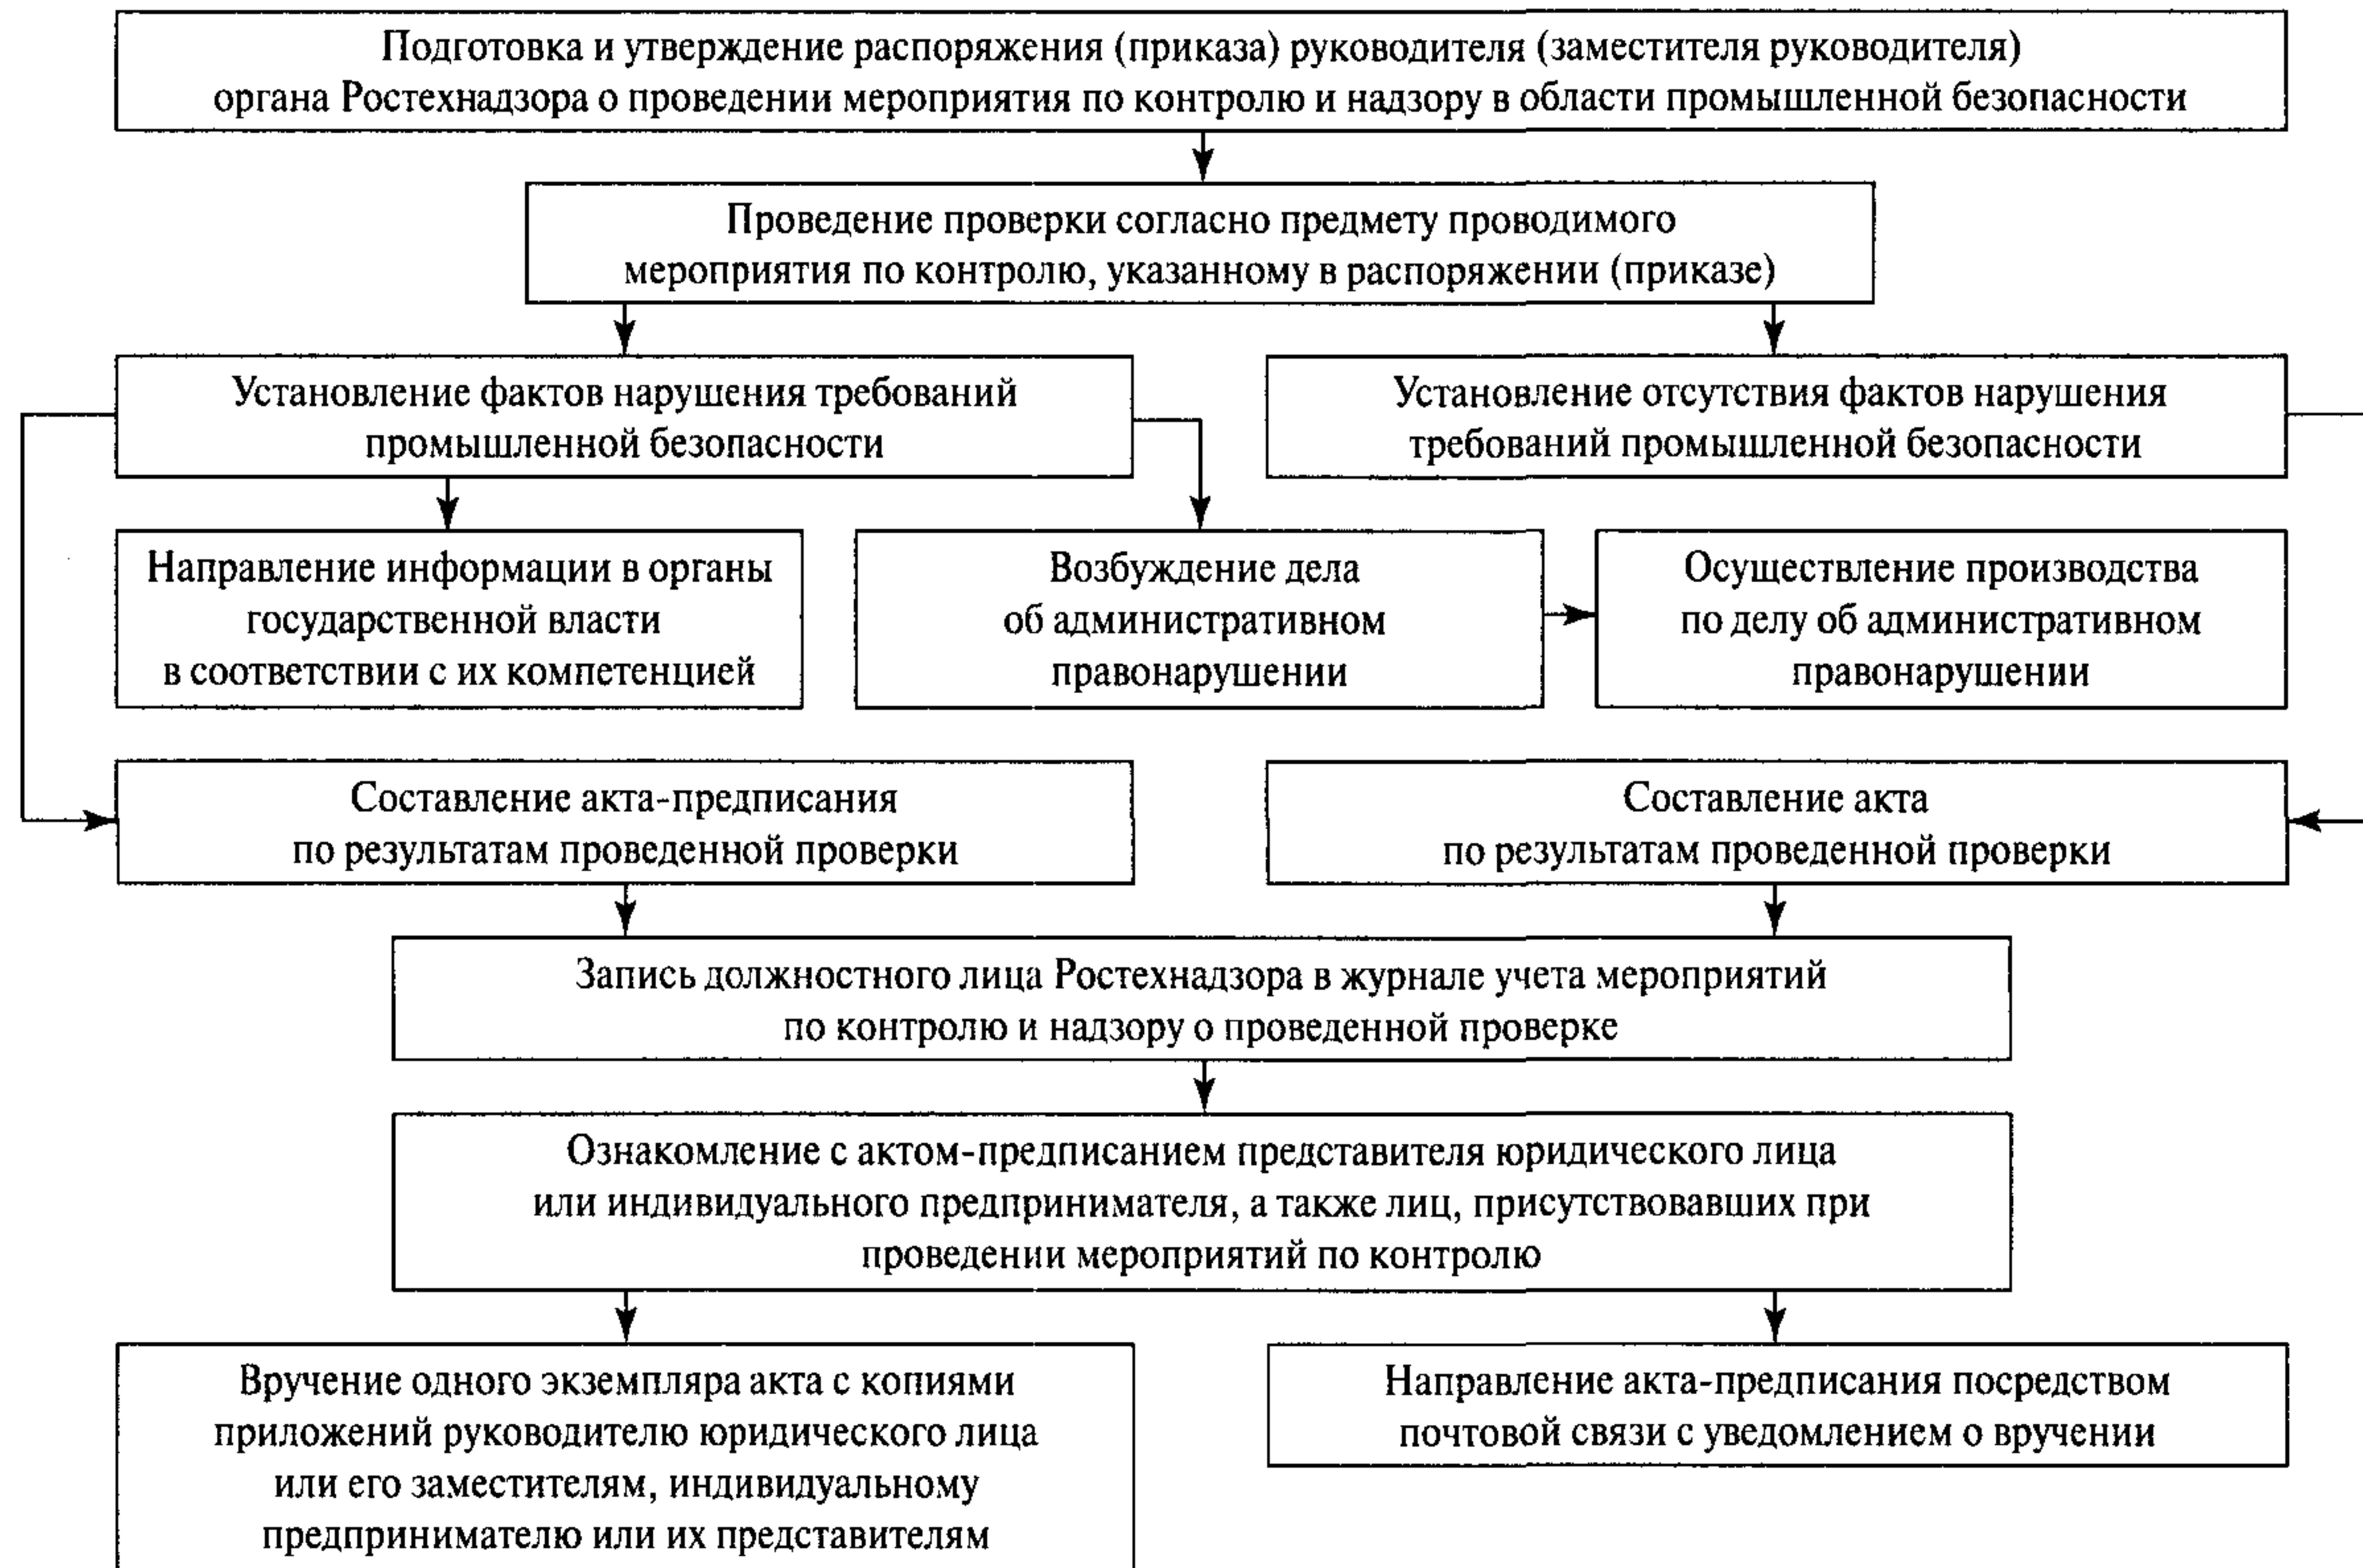 Подготовка и утверждение распоряжения (приказа) руководителя (заместителя руководителя)
органа Ростехнадзора о проведении мероприятия по контролю и надзору в области промышленной безопасности
Проведение проверки согласно предмету проводимого
мероприятия по контролю, указанному в распоряжении (приказе)
Установление фактов нарушения требований
промышленной безопасности
Установление отсутствия фактов нарушения
требований промышленной безопасности
Направление информации в органы
государственной власти
в соответствии с их компетенцией
Возбуждение дела
об административном
правонарушении
Осуществление производства
по делу об административном
правонарушении
Составление акта-предписания
по результатам проведенной проверки
Составление акта
по результатам проведенной проверки
Запись должностного лица Ростехнадзора в журнале учета мероприятий
по контролю и надзору о проведенной проверке
Ознакомление с актом-предписанием представителя юридического лица
или индивидуального предпринимателя, а также лиц, присутствовавших при
проведении мероприятий по контролю
Вручение одного экземпляра акта с копиями
приложений руководителю юридического лица
или его заместителям, индивидуальному
предпринимателю или их представителям
Направление акта-предписания посредством
почтовой связи с уведомлением о вручении